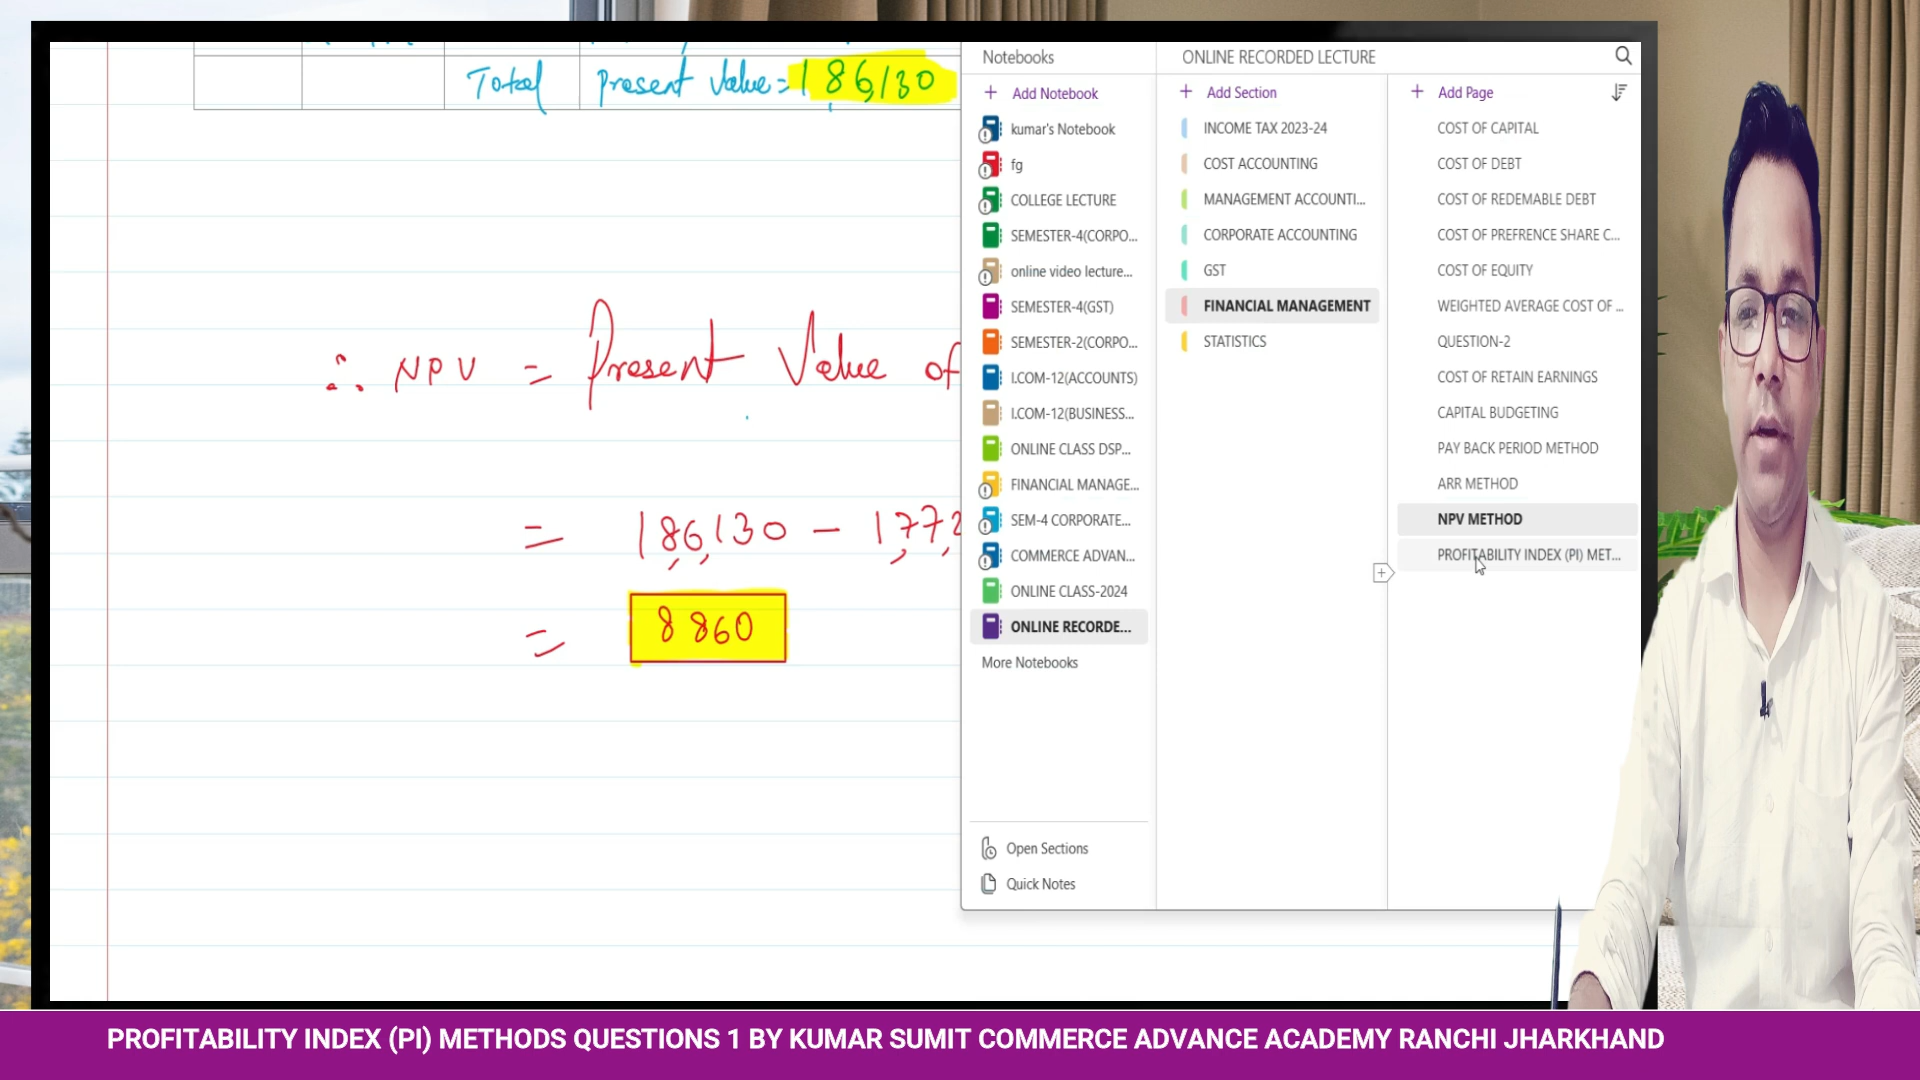 Total Present Value = 186,130
∴ NPV = Present Value of
= 186,130 - 1,77,
= 8860
Notebooks
+ Add Notebook
kumar's Notebook
fg
COLLEGE LECTURE
SEMESTER-4(CORPO...
online video lecture...
SEMESTER-4(GST)
SEMESTER-2(CORPO...
I.COM-12(ACCOUNTS)
I.COM-12(BUSINESS...
ONLINE CLASS DSP...
FINANCIAL MANAGE...
SEM-4 CORPORATE...
COMMERCE ADVAN...
ONLINE CLASS-2024
ONLINE RECORDE...
More Notebooks
Open Sections
Quick Notes
ONLINE RECORDED LECTURE
+ Add Section
INCOME TAX 2023-24
COST ACCOUNTING
MANAGEMENT ACCOUNTI...
CORPORATE ACCOUNTING
GST
FINANCIAL MANAGEMENT
STATISTICS
+ Add Page
COST OF CAPITAL
COST OF DEBT
COST OF REDEMABLE DEBT
COST OF PREFRENCE SHARE C...
COST OF EQUITY
WEIGHTED AVERAGE COST OF ...
QUESTION-2
COST OF RETAIN EARNINGS
CAPITAL BUDGETING
PAY BACK PERIOD METHOD
ARR METHOD
NPV METHOD
PROFITABILITY INDEX (PI) MET...
PROFITABILITY INDEX (PI) METHODS QUESTIONS 1 BY KUMAR SUMIT COMMERCE ADVANCE ACADEMY RANCHI JHARKHAND